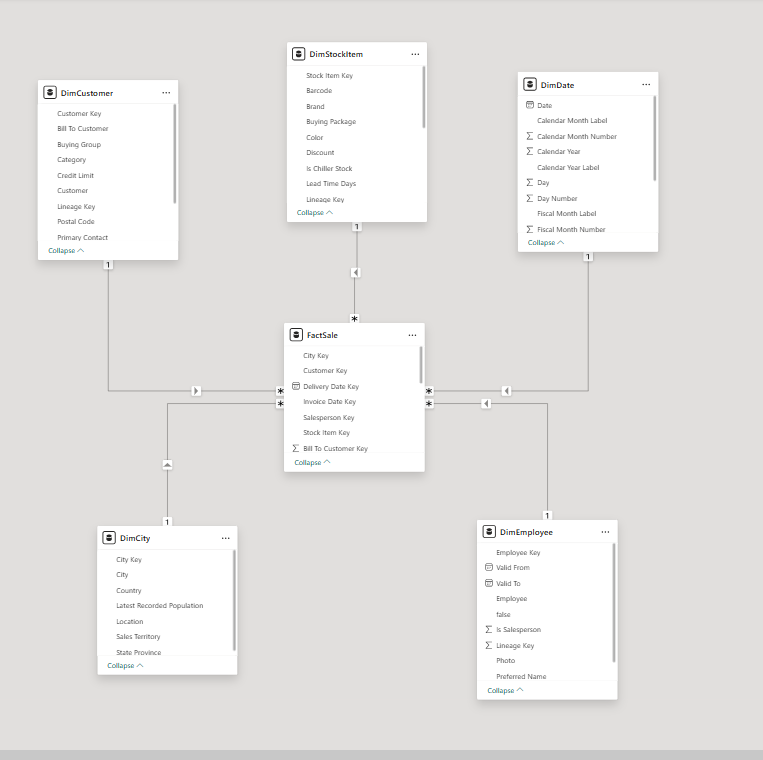 DimStockItem
Stock Item Key
Barcode
Brand
Buying Package
Color
Discount
Is Chiller Stock
Lead Time Days
Lineage Key
Collapse
1
*
DimCustomer
Customer Key
Bill To Customer
Buying Group
Category
Credit Limit
Customer
Lineage Key
Postal Code
Primary Contact
Collapse
1
*
DimDate
Date
Calendar Month Label
Calendar Month Number
Calendar Year
Calendar Year Label
Day
Day Number
Fiscal Month Label
Fiscal Month Number
Collapse
1
*
FactSale
City Key
Customer Key
Delivery Date Key
Invoice Date Key
Salesperson Key
Stock Item Key
Bill To Customer Key
Collapse
*
1
DimCity
City Key
City
Country
Latest Recorded Population
Location
Sales Territory
State Province
Collapse
*
1
DimEmployee
Employee Key
Valid From
Valid To
Employee
false
Is Salesperson
Lineage Key
Photo
Preferred Name
Collapse